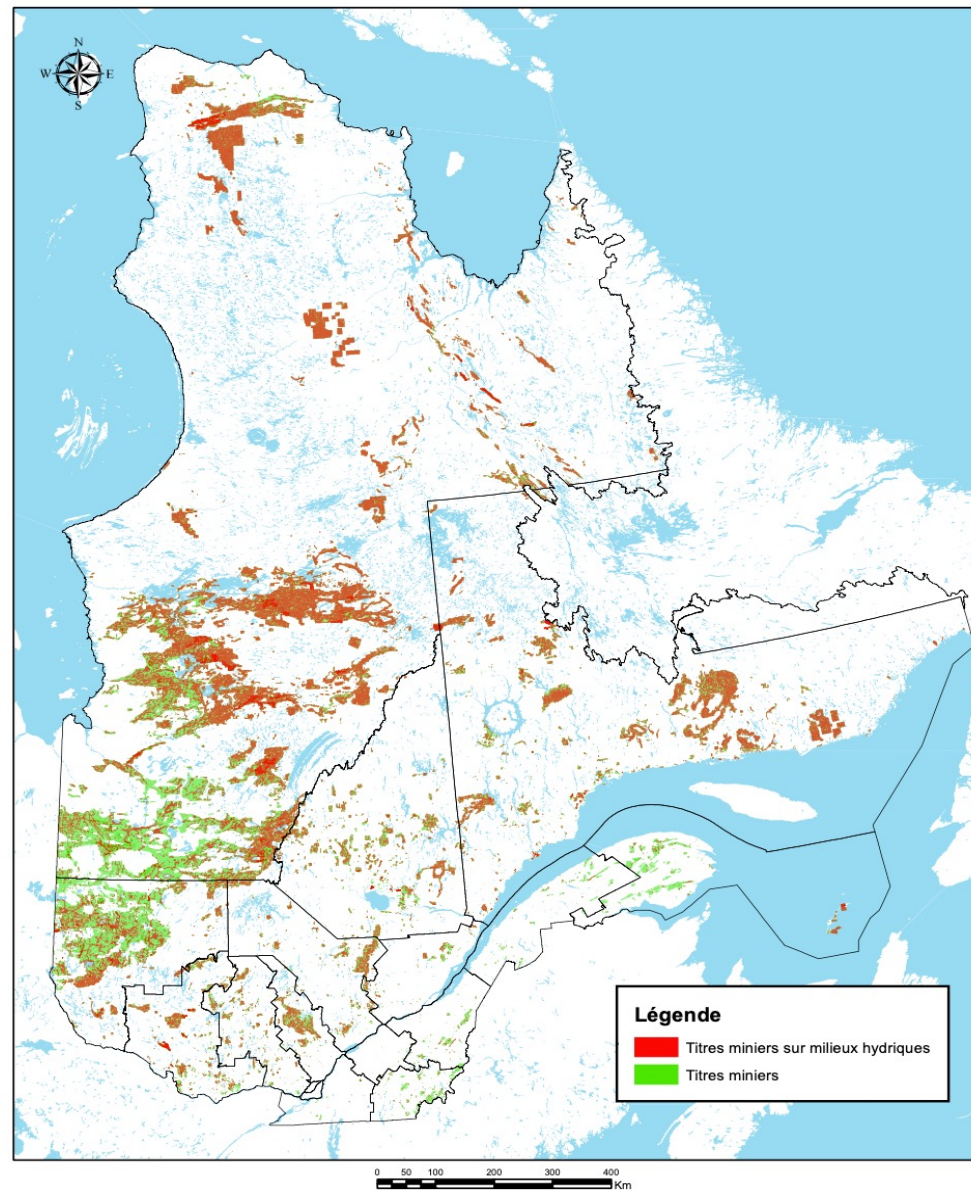 N
W E
S
Légende
Titres miniers sur milieux hydriques
Titres miniers
0 50 100 200 300 400
Km